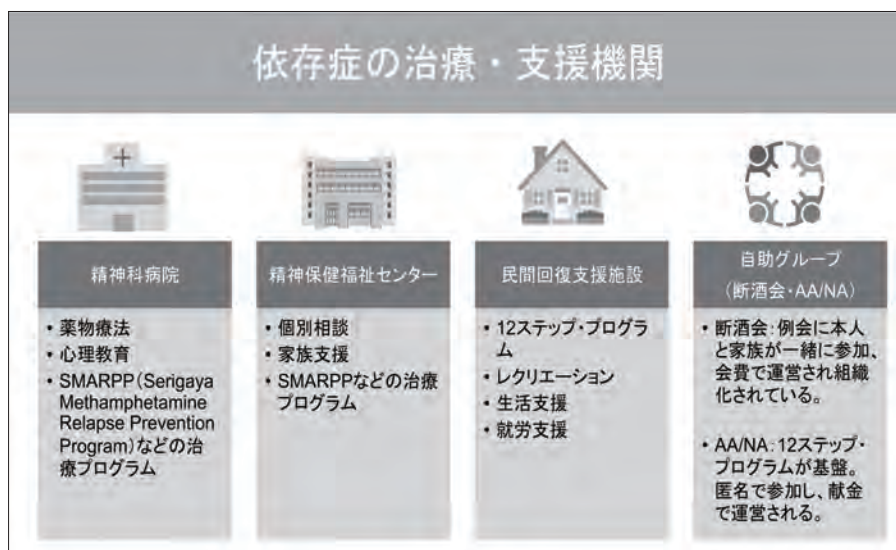 依存症の治療・支援機関
精神科病院
・薬物療法
・心理教育
・SMARPP(Serigaya
Methamphetamine
Relapse Prevention
Program)などの治
療プログラム
精神保健福祉センター
・個別相談
・家族支援
・SMARPPなどの治療
プログラム
民間回復支援施設
・12ステップ・プログラ
ム
・レクリエーション
・生活支援
・就労支援
自助グループ
(断酒会・AA/NA)
・断酒会:例会に本人
と家族が一緒に参加、
会費で運営され組織
化されている。
・AA/NA:12ステップ・
プログラムが基盤。
匿名で参加し、献金
で運営される。